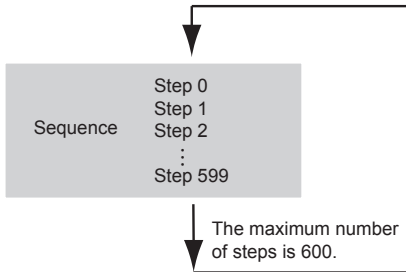 Step 0
Step 1
Sequence Step 2
⋮
Step 599
The maximum number
of steps is 600.